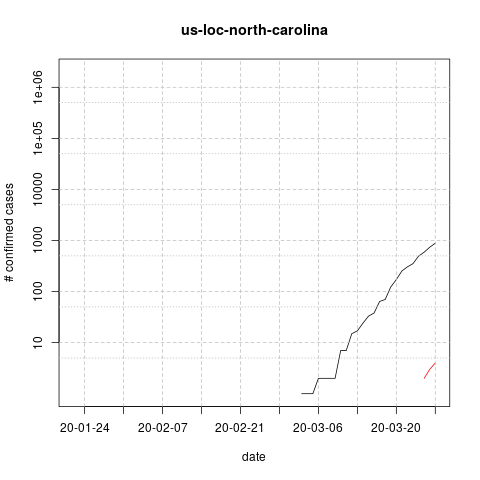 us-loc-north-carolina
# confirmed cases
1e+06
1e+05
10000
1000
100
10
20-01-24 20-02-07 20-02-21 20-03-06 20-03-20
date